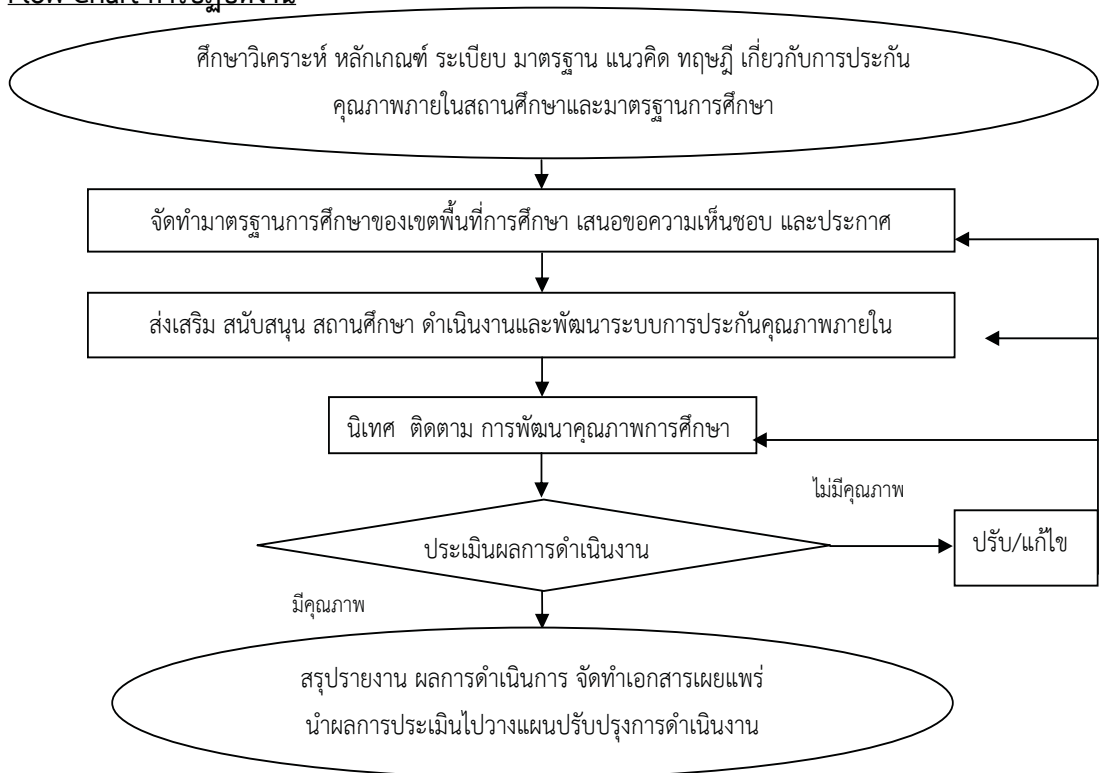 Flow Chart การปฏิบัติงาน
ศึกษาวิเคราะห์ หลักเกณฑ์ ระเบียบ มาตรฐาน แนวคิด ทฤษฎี เกี่ยวกับการประกัน
คุณภาพภายในสถานศึกษาและมาตรฐานการศึกษา
จัดทำมาตรฐานการศึกษาของเขตพื้นที่การศึกษา เสนอขอความเห็นชอบ และประกาศ
ส่งเสริม สนับสนุน สถานศึกษา ดำเนินงานและพัฒนาระบบการประกันคุณภาพภายใน
นิเทศ ติดตาม การพัฒนาคุณภาพการศึกษา
ไม่มีคุณภาพ
ประเมินผลการดำเนินงาน
ปรับ/แก้ไข
มีคุณภาพ
สรุปรายงาน ผลการดำเนินการ จัดทำเอกสารเผยแพร่
นำผลการประเมินไปวางแผนปรับปรุงการดำเนินงาน